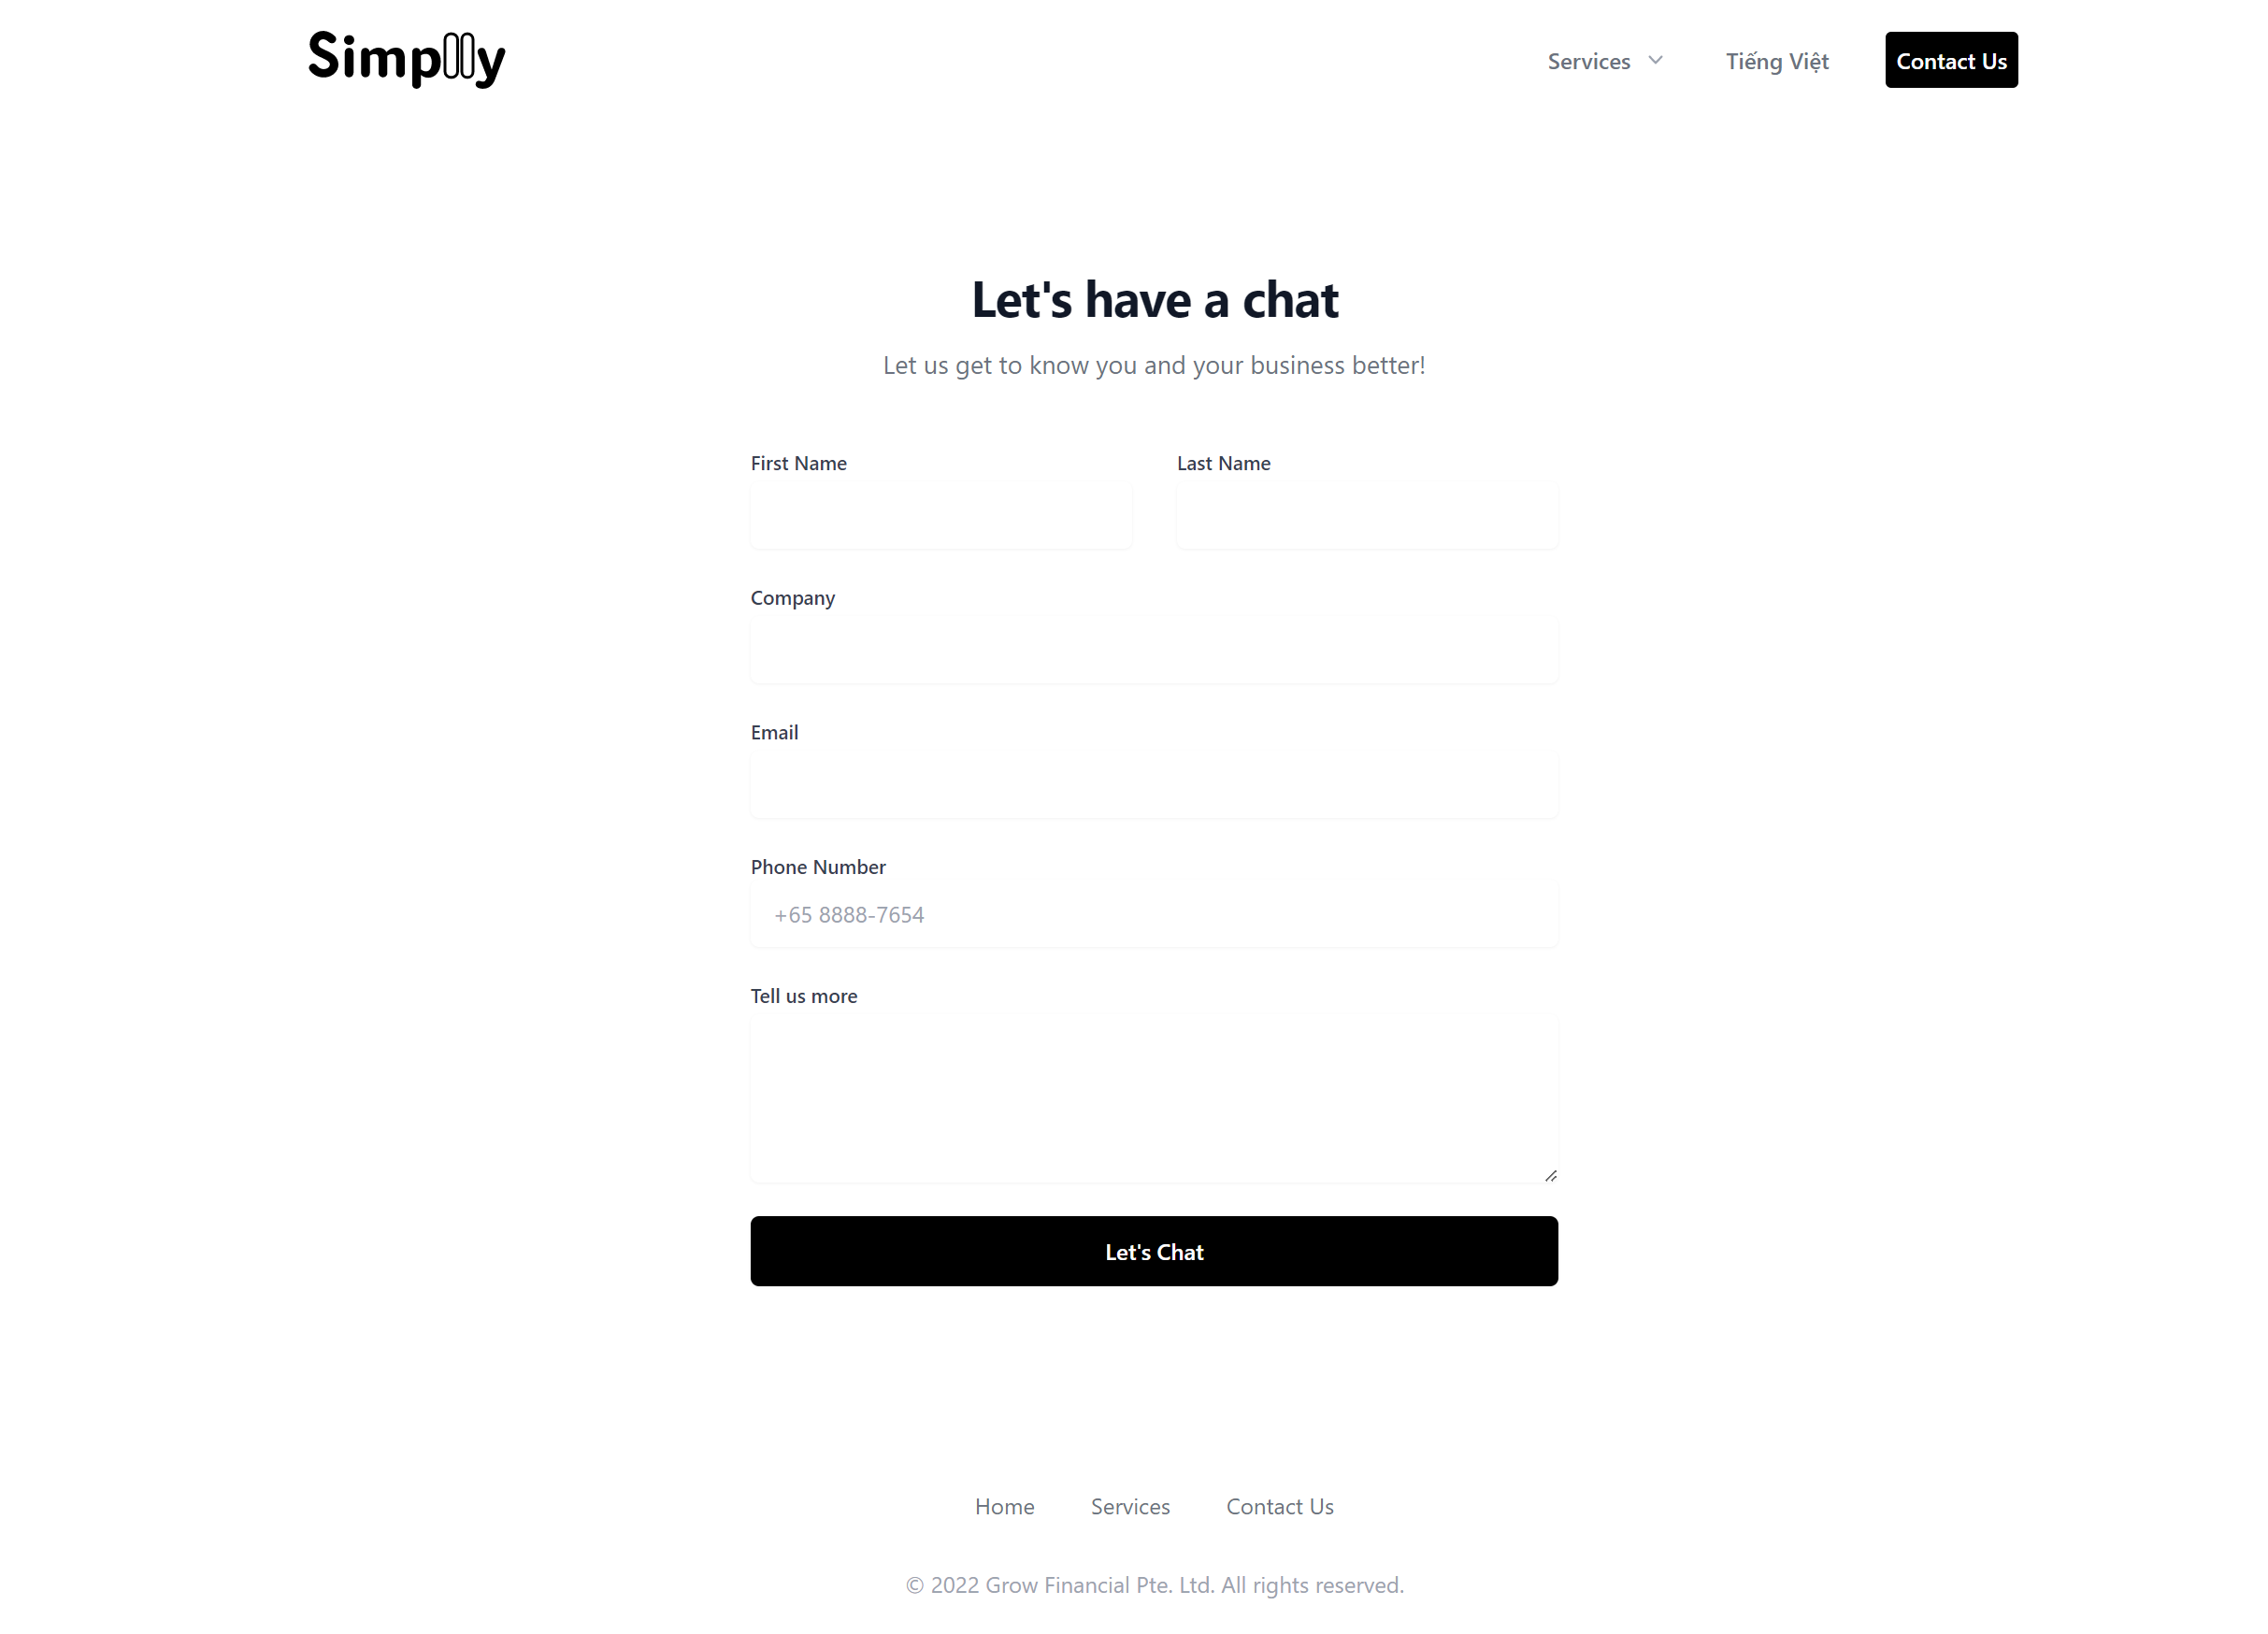 Simplly
Services
Tiếng Việt
Contact Us
Let's have a chat
Let us get to know you and your business better!
First Name
Last Name
Company
Email
Phone Number
+65 8888-7654
Tell us more
Let's Chat
Home
Services
Contact Us
© 2022 Grow Financial Pte. Ltd. All rights reserved.